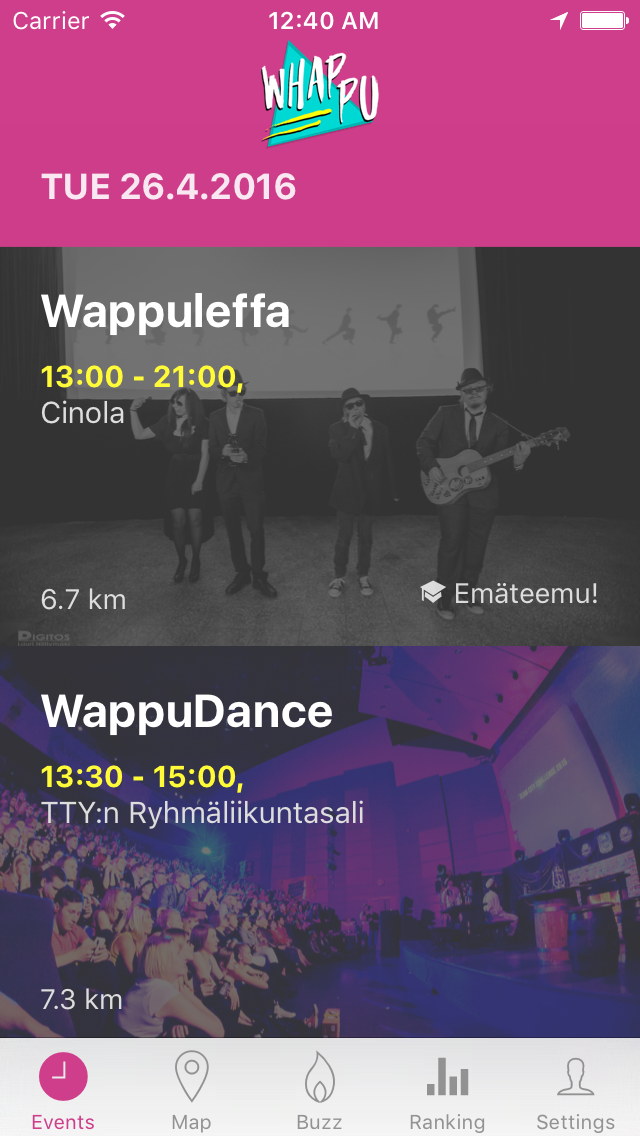 Carrier 12:40 AM
WHAPPU
TUE 26.4.2016
Wappuleffa
13:00 - 21:00,
Cinola
6.7 km
Emäteemu!
DIGITOS
WappuDance
13:30 - 15:00,
TTY:n Ryhmäliikuntasali
7.3 km
Events Map Buzz Ranking Settings